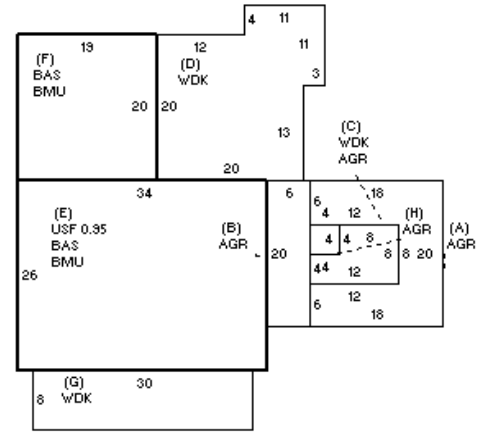 4 11
19 12 11
(F) (D)
BAS WDK 3
BMU
20 20
13 (C)
WDK
20 AGR
34 6 18
6
4 12
(E) (B) (H) (A)
USF 0.95 AGR 4 4 8 AGR AGR
BAS 20 8 8 20
BMU
26 4 4 12
12
6
18
(G) 30
8 WDK